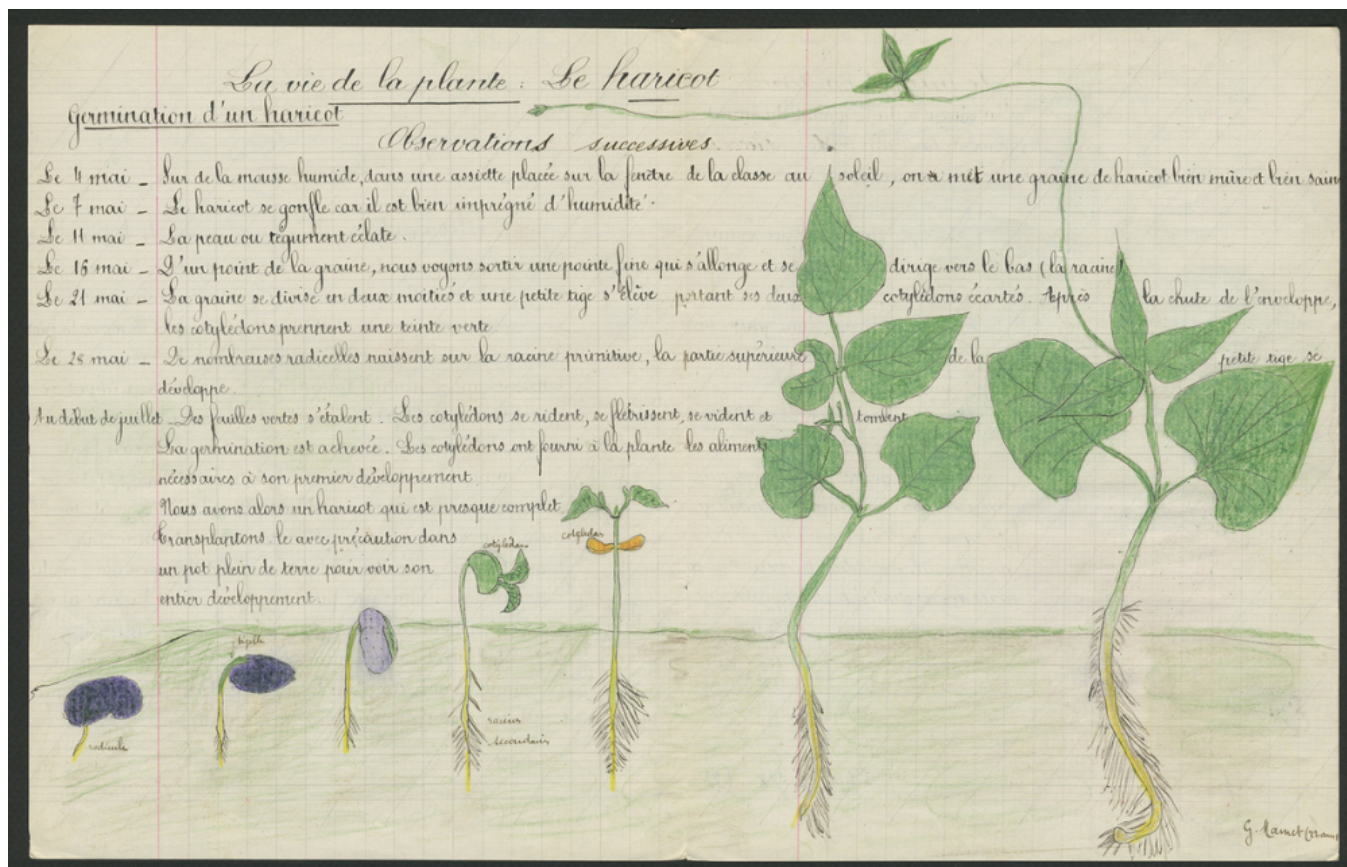 La vie de la plante : Le haricot
Germination d'un haricot
Observations successives.
Le 4 mai – Sur de la mousse humide, dans une assiette placée sur la fenêtre de la classe au soleil, on met une graine de haricot bien mûre et bien sain
Le 7 mai – Le haricot se gonfle car il est bien imprégné d'humidité.
Le 11 mai – La peau ou tégument éclate.
Le 16 mai – D'un point de la graine, nous voyons sortir une pointe fine qui s'allonge et se dirige vers le bas (la racine)
Le 21 mai – La graine se divise en deux moitiés et une petite tige s'élève portant ses deux cotylédons écartés. Après la chute de l'enveloppe,
les cotylédons prennent une teinte verte.
Le 28 mai – De nombreuses radicelles naissent sur la racine primitive, la partie supérieure de la petite tige se
développe.
Au début de juillet – Des feuilles vertes s'étalent. Les cotylédons se rident, se flétrissent, se vident et tombent
La germination est achevée. Les cotylédons ont fourni à la plante les aliments
nécessaires à son premier développement.
Nous avons alors un haricot qui est presque complet.
Transplantons le avec précaution dans
un pot plein de terre pour voir son
entier développement.
cotylédon
cotylédon
tigelle
radicule
racines
secondaires
G.